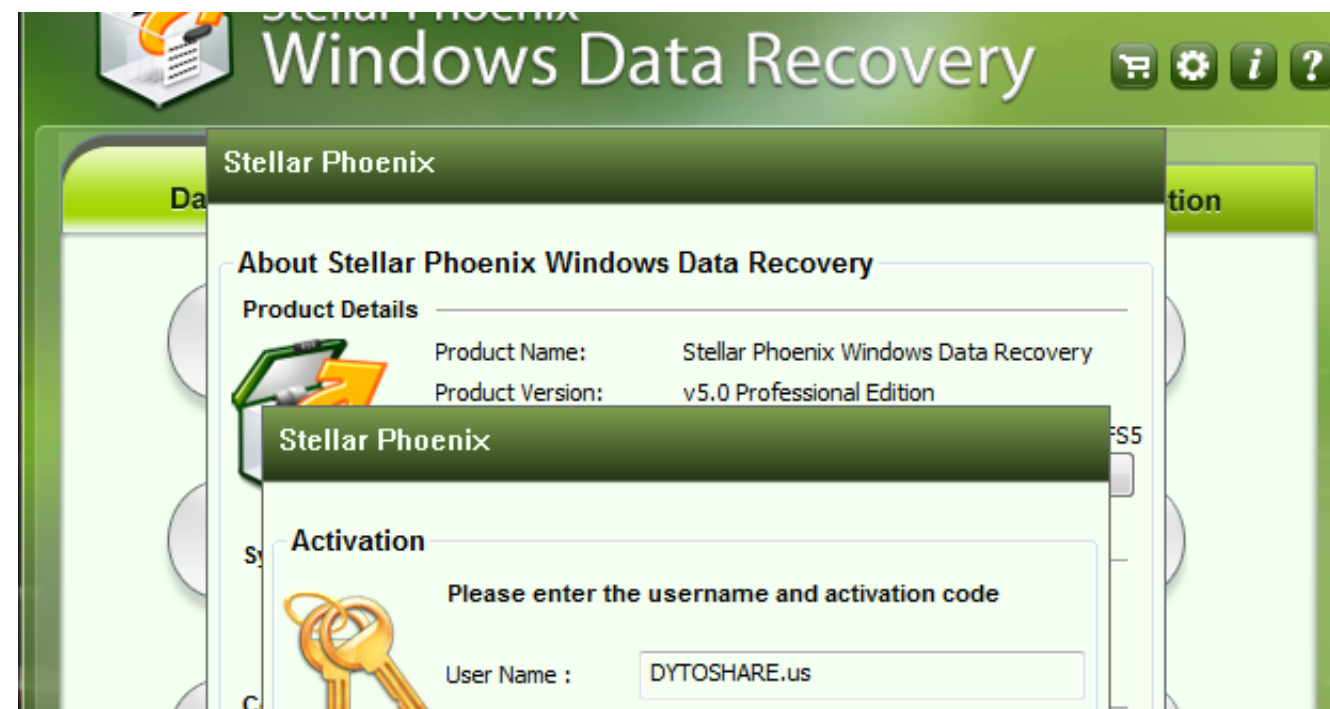 Stellar Phoenix
Windows Data Recovery
Stellar Phoenix
About Stellar Phoenix Windows Data Recovery
Product Details
Product Name: Stellar Phoenix Windows Data Recovery
Product Version: v5.0 Professional Edition
Stellar Phoenix
Activation
Please enter the username and activation code
User Name : DYTOSHARE.us